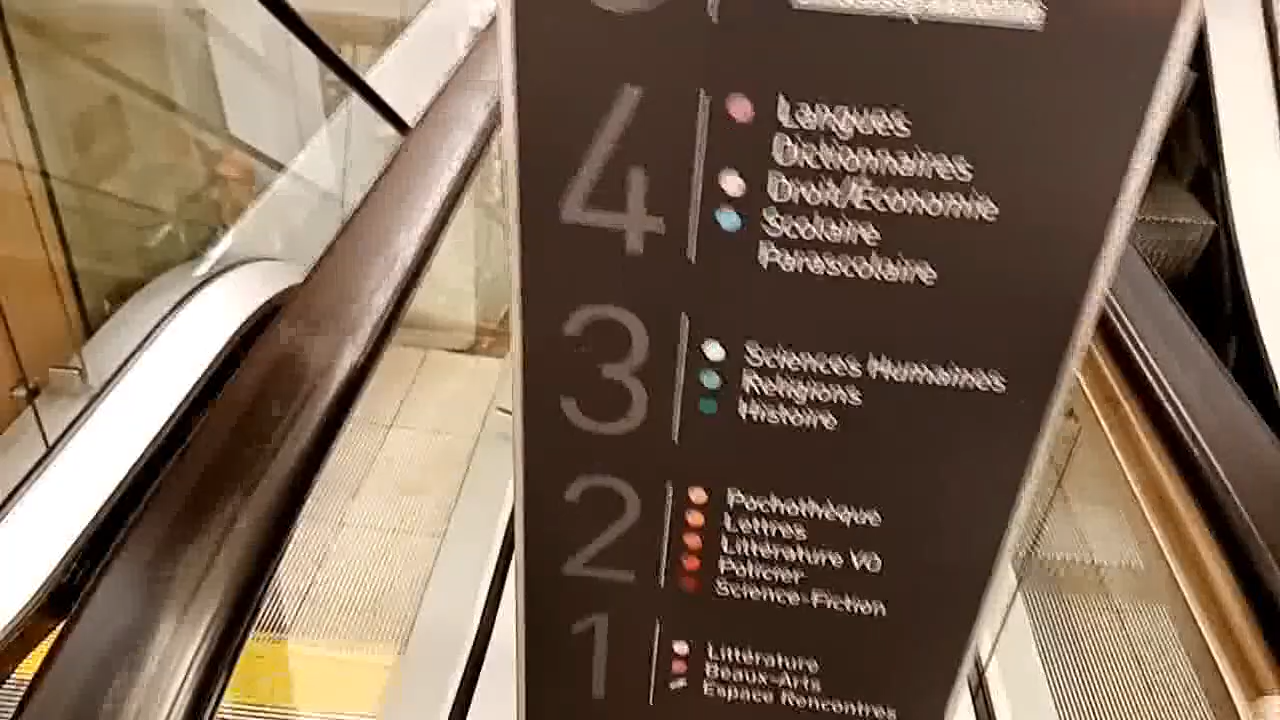 4
Langues
Dictionnaires
Droit/Économie
Scolaire
Parascolaire
3
Sciences Humaines
Religions
Histoire
2
Pochothèque
Lettres
Littérature VO
Policier
Science-Fiction
1
Littérature
Beaux-Arts
Espace Rencontres